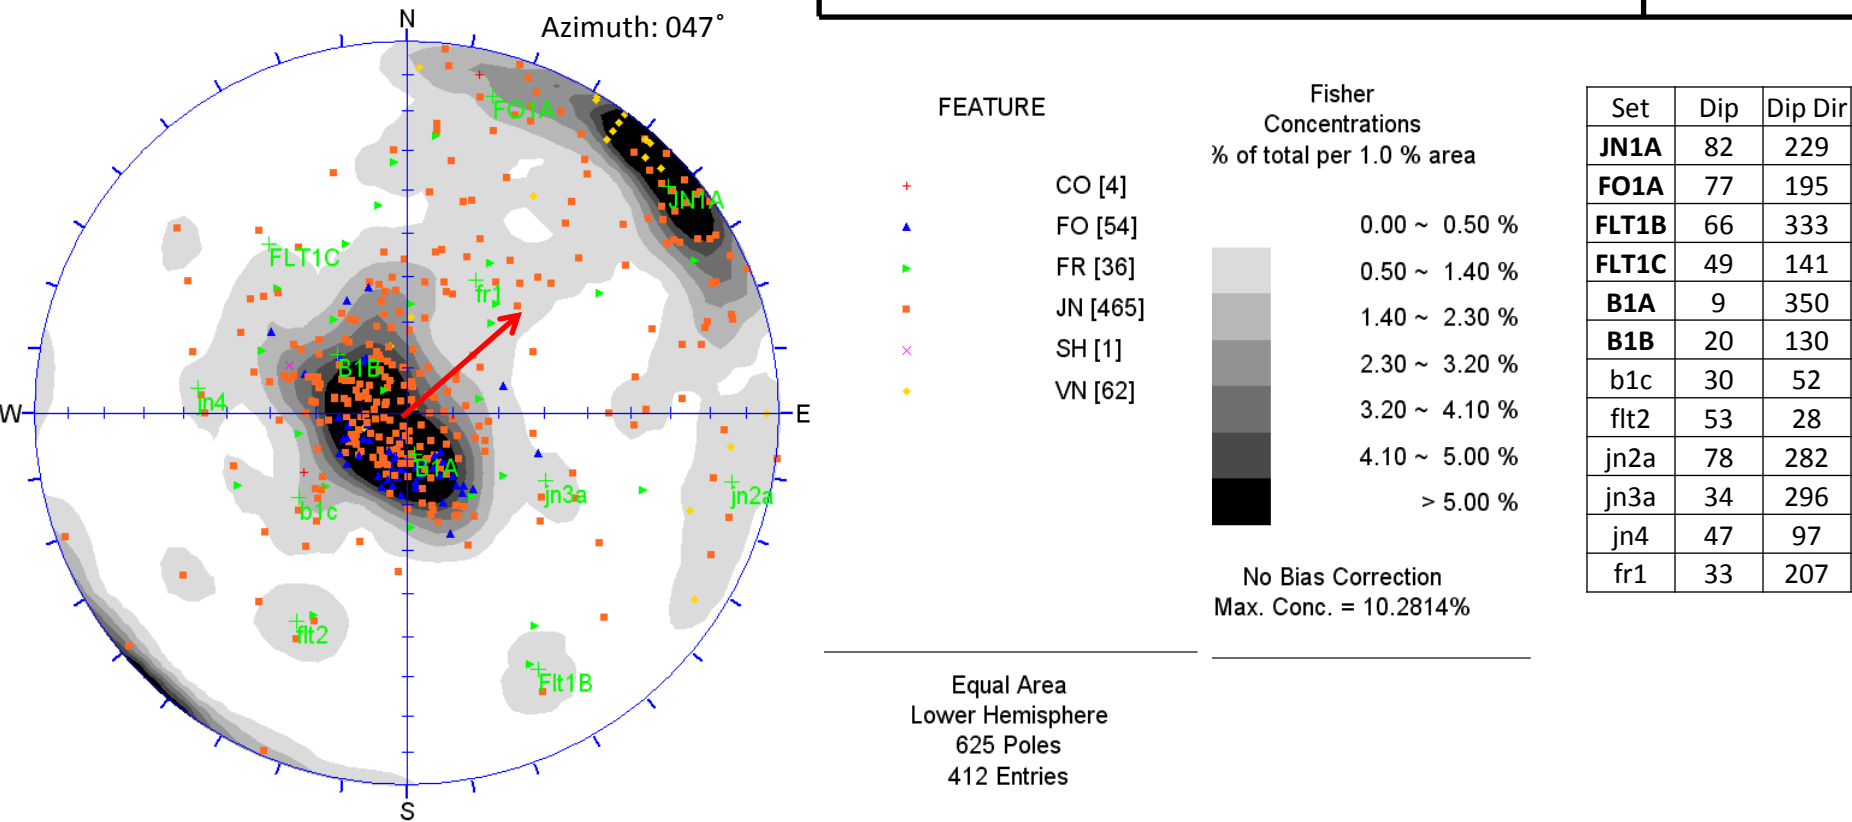 Azimuth: 047˚
N
FO1A
JN1A
FLT1C
fr1
B1B
jn4
W
E
B1A
jn3a
jn2a
b1c
flt2
Flt1B
S
FEATURE
CO [4]
FO [54]
FR [36]
JN [465]
SH [1]
VN [62]
Equal Area
Lower Hemisphere
625 Poles
412 Entries
Fisher
Concentrations
% of total per 1.0 % area
0.00 ~ 0.50 %
0.50 ~ 1.40 %
1.40 ~ 2.30 %
2.30 ~ 3.20 %
3.20 ~ 4.10 %
4.10 ~ 5.00 %
> 5.00 %
No Bias Correction
Max. Conc. = 10.2814%
Set Dip Dip Dir
JN1A 82 229
FO1A 77 195
FLT1B 66 333
FLT1C 49 141
B1A 9 350
B1B 20 130
b1c 30 52
flt2 53 28
jn2a 78 282
jn3a 34 296
jn4 47 97
fr1 33 207